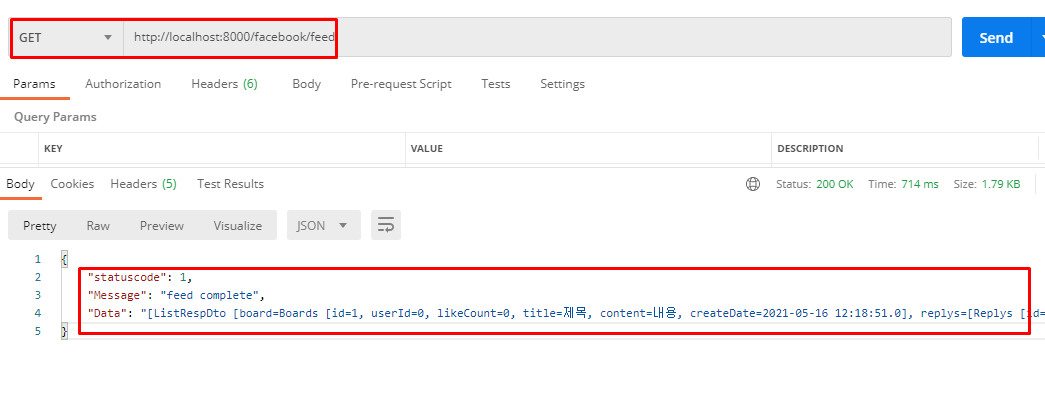 GET http://localhost:8000/facebook/feed Send
Params Authorization Headers (6) Body Pre-request Script Tests Settings
Query Params
KEY VALUE DESCRIPTION
Body Cookies Headers (5) Test Results Status: 200 OK Time: 714 ms Size: 1.79 KB
Pretty Raw Preview Visualize JSON
1 {
2 "statuscode": 1,
3 "Message": "feed complete",
4 "Data": "[ListRespDto [board=Boards [id=1, userId=0, likeCount=0, title=제목, content=내용, createDate=2021-05-16 12:18:51.0], replys=[Replys [id=
5 }